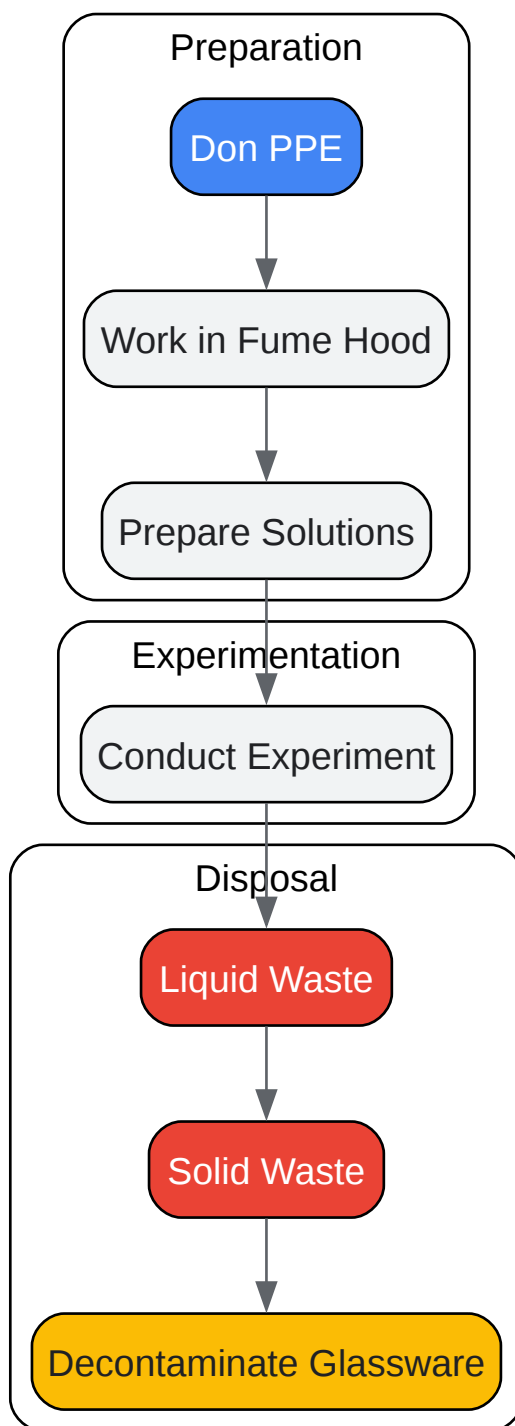 Preparation
Don PPE
Work in Fume Hood
Prepare Solutions
Experimentation
Conduct Experiment
Disposal
Liquid Waste
Solid Waste
Decontaminate Glassware